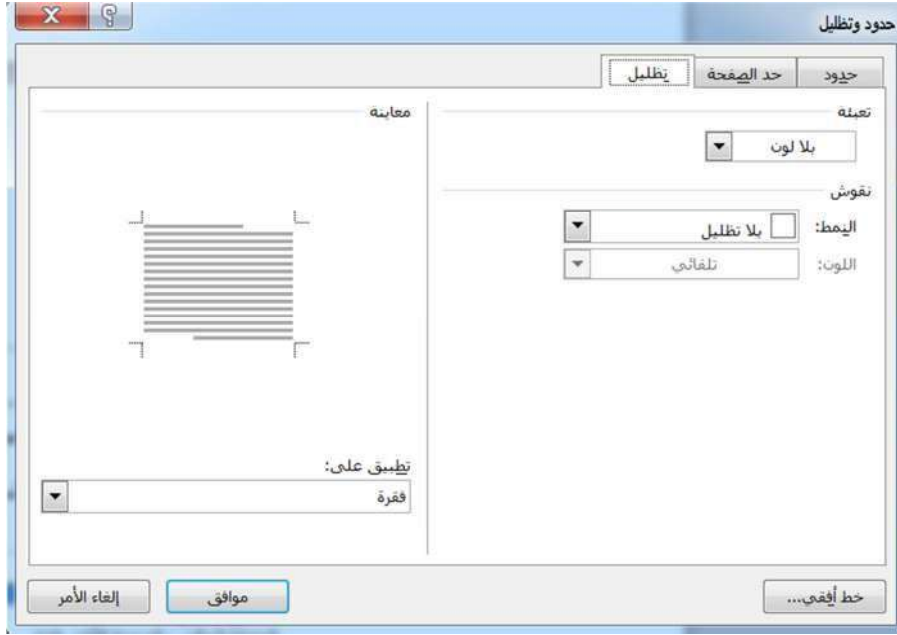 حدود وتظليل
حدود
حد الصفحة
تظليل
تعبئة
بلا لون
نقوش
النمط:
بلا تظليل
اللون:
تلقائي
معاينة
تطبيق على:
فقرة
خط أفقي...
موافق
إلغاء الأمر